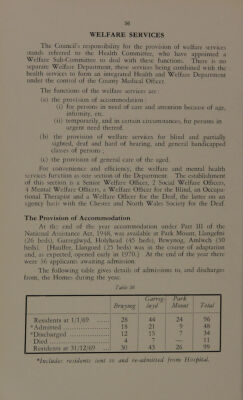 56
WELFARE SERVICES
The Council's responsibility for the provision of welfare services
stands referred to the Health Committee, who have appointed a
Welfare Sub-Committee to deal with these functions. There is no
separate Welfare Department, these services being combined with the
health services to form an integrated Health and Welfare Department
under the control of the County Medical Officer.
The functions of the welfare services are:
(a) the provision of accommodation:
(i) for persons in need of care and attention because of age,
infirmity, etc.
(ii) temporarily, and in certain circumstances, for persons in
urgent need thereof.
(b) the provision of welfare services for blind and partially
sighted, deaf and hard of hearing, and general handicapped
classes of persons;
(c) the provision of general care of the aged.
For convenience and efficiency, the welfare and mental health
services function as one section of the Department. The establishment
of this section is a Senior Welfare Officer, 2 Social Welfare Officers,
4 Mental Welfare Officers, a Welfare Officer for the Blind, an Occupa-
tional Therapist and a Welfare Officer for the Deaf, the latter on an
agency basis with the Chester and North Wales Society for the Deaf.
The Provision of Accommodation
At the end of the year accommodation under Part III of the
National Assistance Act, 1948, was available at Park Mount, Llangefni
(26 beds), Garreglwyd, Holyhead (45 beds), Brwynog, Amlwch (30
beds). (Haulfre, Llangoed (25 beds) was in the course of adaptation
and, as expected, opened early in 1970.) At the end of the year there
were 16 applicants awaiting admission.
The following table gives details of admissions to, and discharges
from, the Homes during the year.
Table 38
Brwynog Garreg-lwyd Park Mount Total
Residents at 1/1/69 28 44 24 96
*Admitted 18 21 9 48
*Discharged 12 15 7 34
Died 4 7 — 11
Residents at 31/12/69 30 43 26 99
*Includes residents sent to and re-admitted from Hospital.